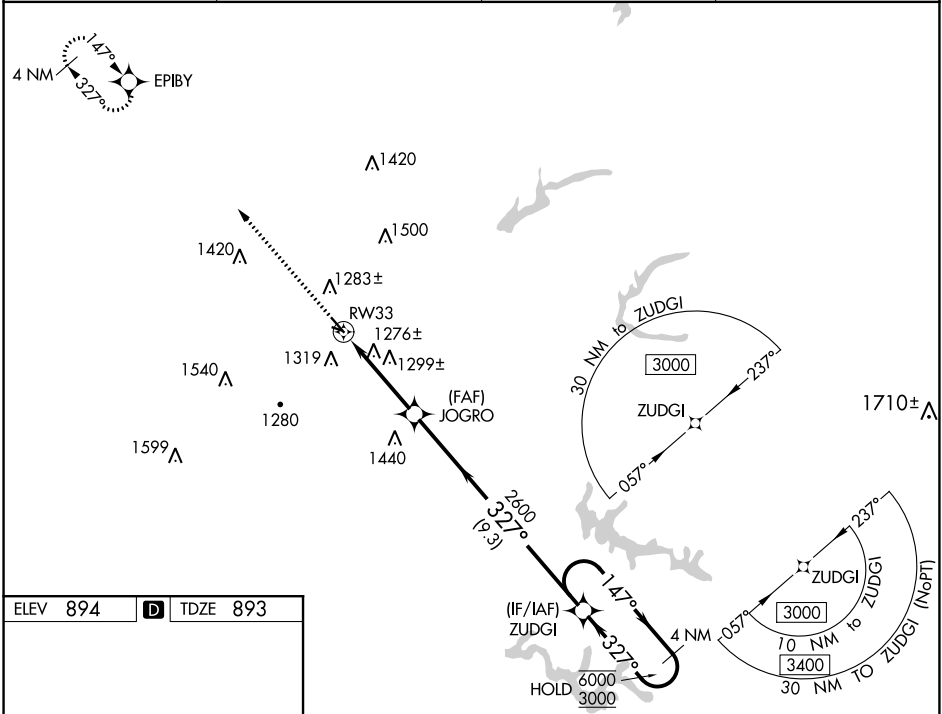 147°
4 NM
327°
EPIBY
1420
1500
1420
1283±
RW33
1276±
1319
1299±
1540
1280
(FAF)
JOGRO
1599
1440
30 NM to ZUDGI
3000
237°
ZUDGI
057°
1710±
2600
327°
(9.3)
237°
ZUDGI
057°
3000
10 NM to ZUDGI
3400
30 NM TO ZUDGI (NoPT)
147°
(IF/IAF)
ZUDGI
327°
4 NM
HOLD
6000
3000
ELEV 894 D TDZE 893